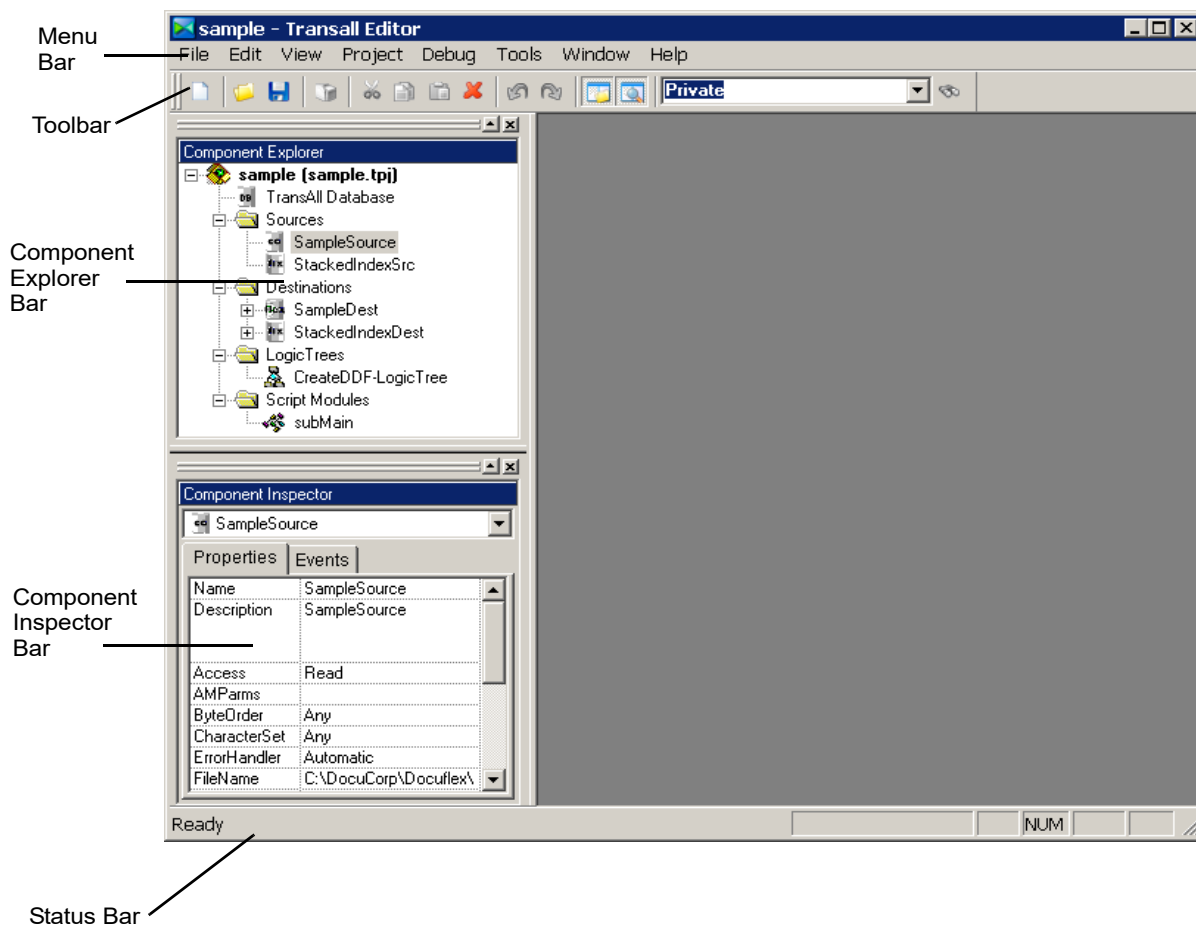 sample - Transall Editor
Menu
Bar
File Edit View Project Debug Tools Window Help
Private
Toolbar
Component Explorer
sample (sample.tpj)
DB TransAll Database
Sources
SampleSource
StackedIndexSrc
Component
Explorer
Bar
Destinations
SampleDest
StackedIndexDest
LogicTrees
CreateDDF-LogicTree
Script Modules
subMain
Component Inspector
SampleSource
Properties Events
Name SampleSource
Description SampleSource
Component
Inspector
Bar
Access Read
AMParms
ByteOrder Any
CharacterSet Any
ErrorHandler Automatic
FileName C:\DocuCorp\Docuflex\
Ready NUM
Status Bar